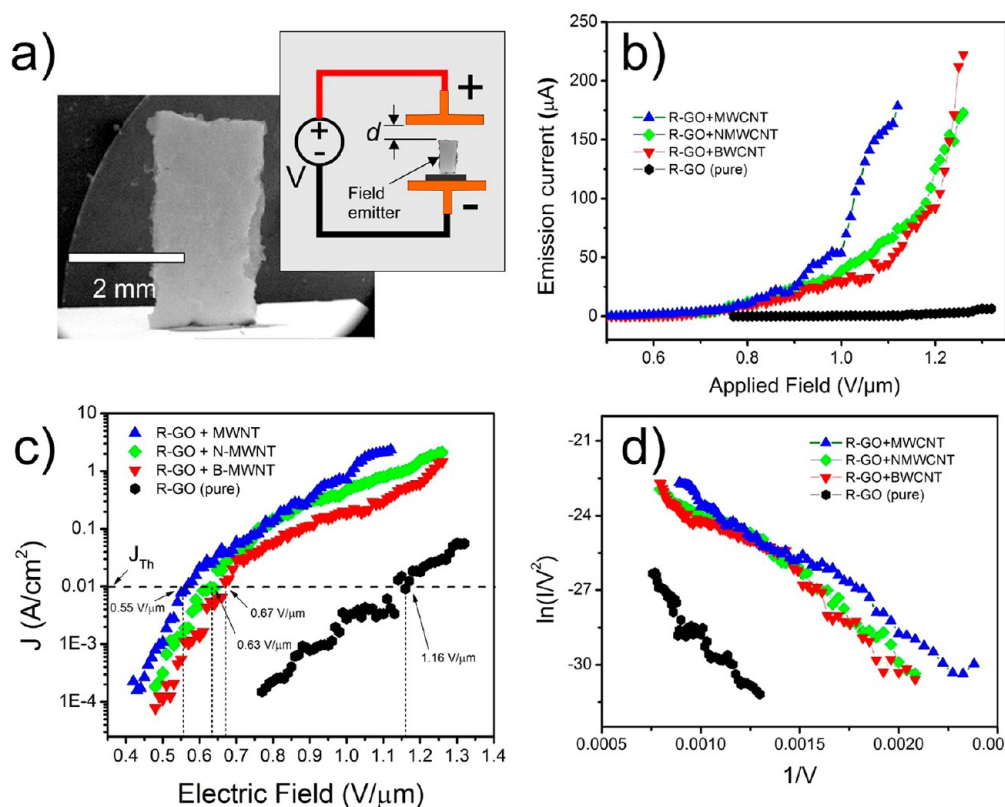 a)
2 mm
+
-
V
d
+
Field
emitter
-
b)
Emission current (μA)
250
200
150
100
50
0
R-GO+MWCNT
R-GO+NMWCNT
R-GO+BWCNT
R-GO (pure)
0.6 0.8 1.0 1.2
Applied Field (V/μm)
c)
J (A/cm²)
10
1
0.1
0.01
1E-3
1E-4
R-GO + MWNT
R-GO + N-MWNT
R-GO + B-MWNT
R-GO (pure)
J_Th
0.55 V/μm
0.67 V/μm
0.63 V/μm
1.16 V/μm
0.4 0.5 0.6 0.7 0.8 0.9 1.0 1.1 1.2 1.3
Electric Field (V/μm)
d)
ln(I/V²)
-21
-24
-27
-30
R-GO+MWCNT
R-GO+NMWCNT
R-GO+BWCNT
R-GO (pure)
0.0005 0.0010 0.0015 0.0020 0.00
1/V